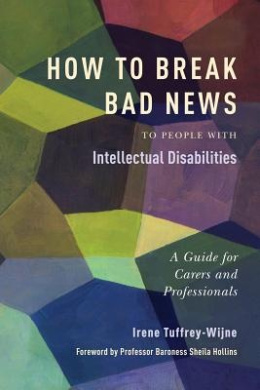 HOW TO BREAK
BAD NEWS
TO PEOPLE WITH
Intellectual Disabilities
A Guide for
Carers and
Professionals
Irene Tuffrey-Wijne
Foreword by Professor Baroness Sheila Hollins